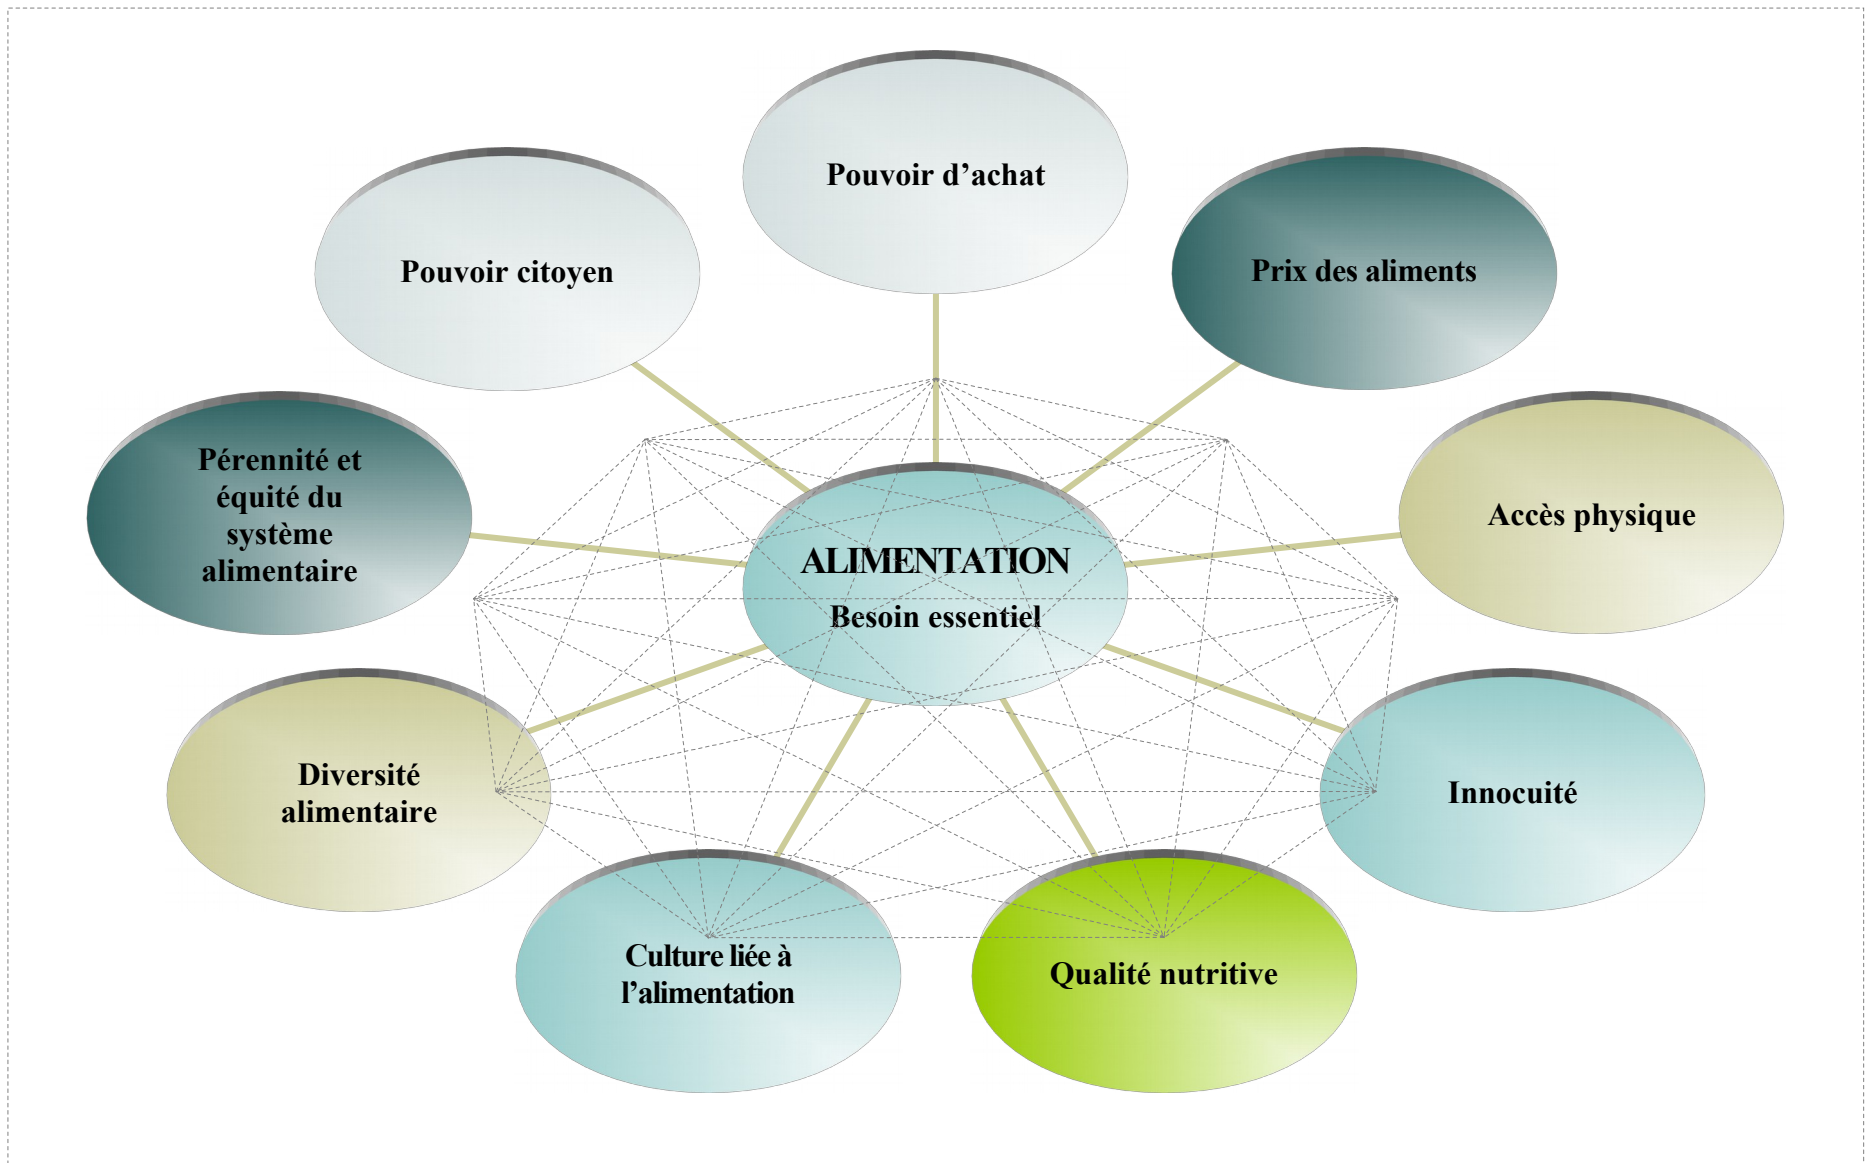 Pouvoir d’achat
Pouvoir citoyen
Prix des aliments
Pérennité et
équité du
système
alimentaire
Accès physique
ALIMENTATION
Besoin essentiel
Diversité
alimentaire
Innocuité
Culture liée à
l’alimentation
Qualité nutritive